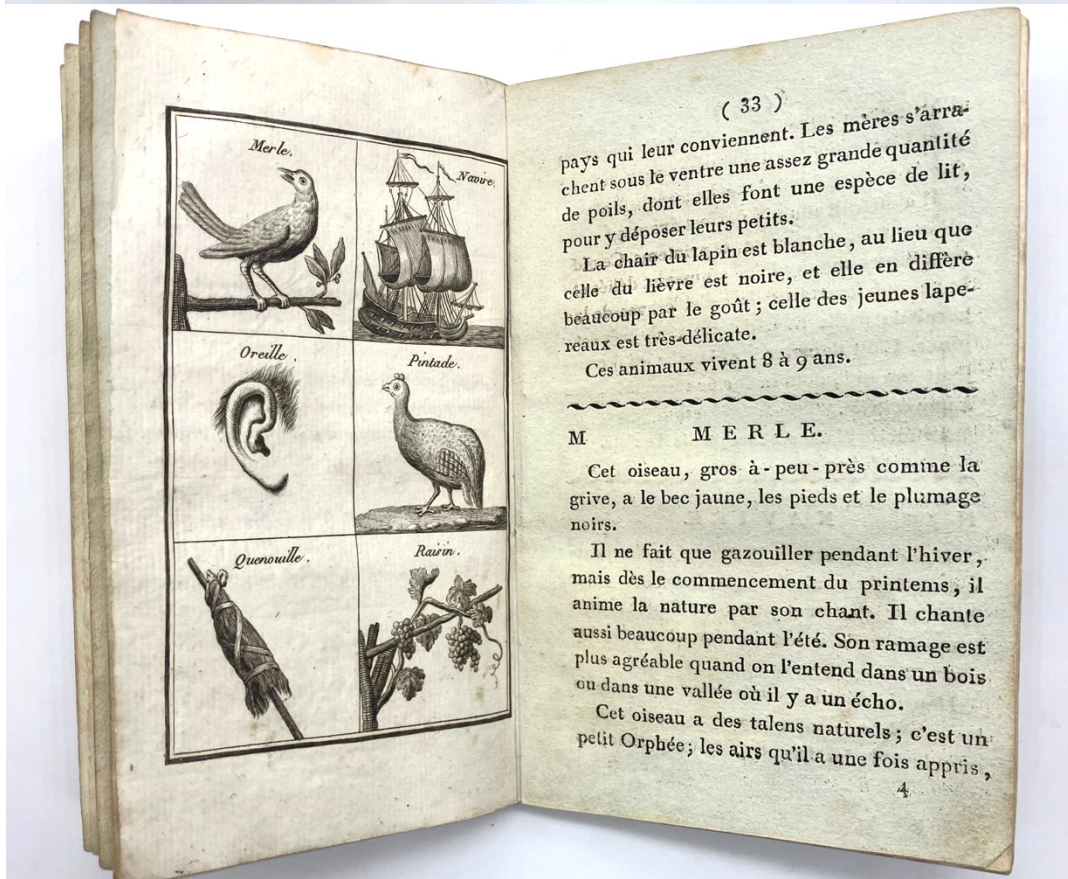 Merle.
Navire.
Oreille.
Pintade.
Quenouille.
Raisin.
( 33 )
pays qui leur conviennent. Les mères s'arra-
chent sous le ventre une assez grande quantité
de poils, dont elles font une espèce de lit,
pour y déposer leurs petits.
La chair du lapin est blanche, au lieu que
celle du lièvre est noire, et elle en diffère
beaucoup par le goût ; celle des jeunes lape-
reaux est très-délicate.
Ces animaux vivent 8 à 9 ans.
M MERLE.
Cet oiseau, gros à-peu-près comme la
grive, a le bec jaune, les pieds et le plumage
noirs.
Il ne fait que gazouiller pendant l'hiver,
mais dès le commencement du printems, il
anime la nature par son chant. Il chante
aussi beaucoup pendant l'été. Son ramage est
plus agréable quand on l'entend dans un bois
ou dans une vallée où il y a un écho.
Cet oiseau a des talens naturels ; c'est un
petit Orphée ; les airs qu'il a une fois appris,
4